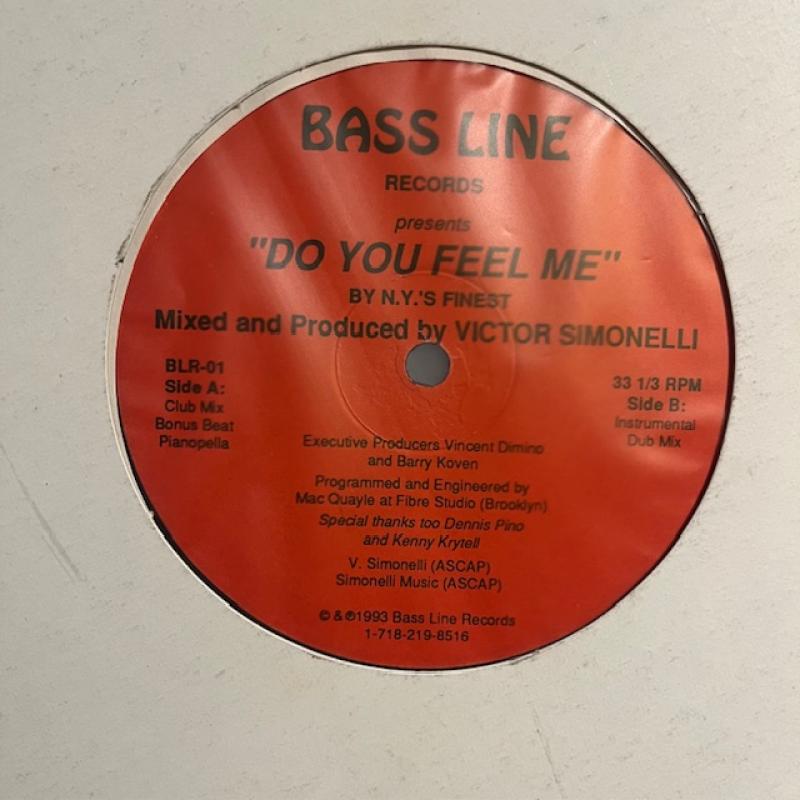 BASS LINE
RECORDS
presents
"DO YOU FEEL ME"
BY N.Y.'S FINEST
Mixed and Produced by VICTOR SIMONELLI
BLR-01
Side A:
Club Mix
Bonus Beat
Pianopella
33 1/3 RPM
Side B:
Instrumental
Dub Mix
Executive Producers Vincent Dimino
and Barry Koven
Programmed and Engineered by
Mac Quayle at Fibre Studio (Brooklyn)
Special thanks too Dennis Pino
and Kenny Krytell
V. Simonelli (ASCAP)
Simonelli Music (ASCAP)
© & ℗1993 Bass Line Records
1-718-219-8516